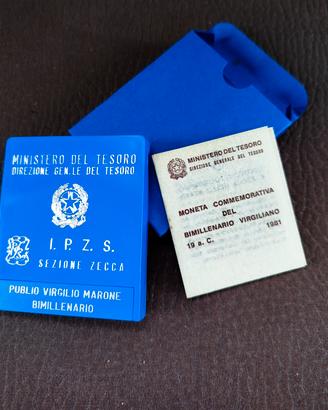 MINISTERO DEL TESORO
DIREZIONE GEN.LE DEL TESORO
I.P.Z.S.
SEZIONE ZECCA
PUBLIO VIRGILIO MARONE
BIMILLENARIO
MINISTERO DEL TESORO
DIREZIONE GENERALE DEL TESORO
MONETA COMMEMORATIVA
DEL
BIMILLENARIO VIRGILIANO
19 a. C. 1981